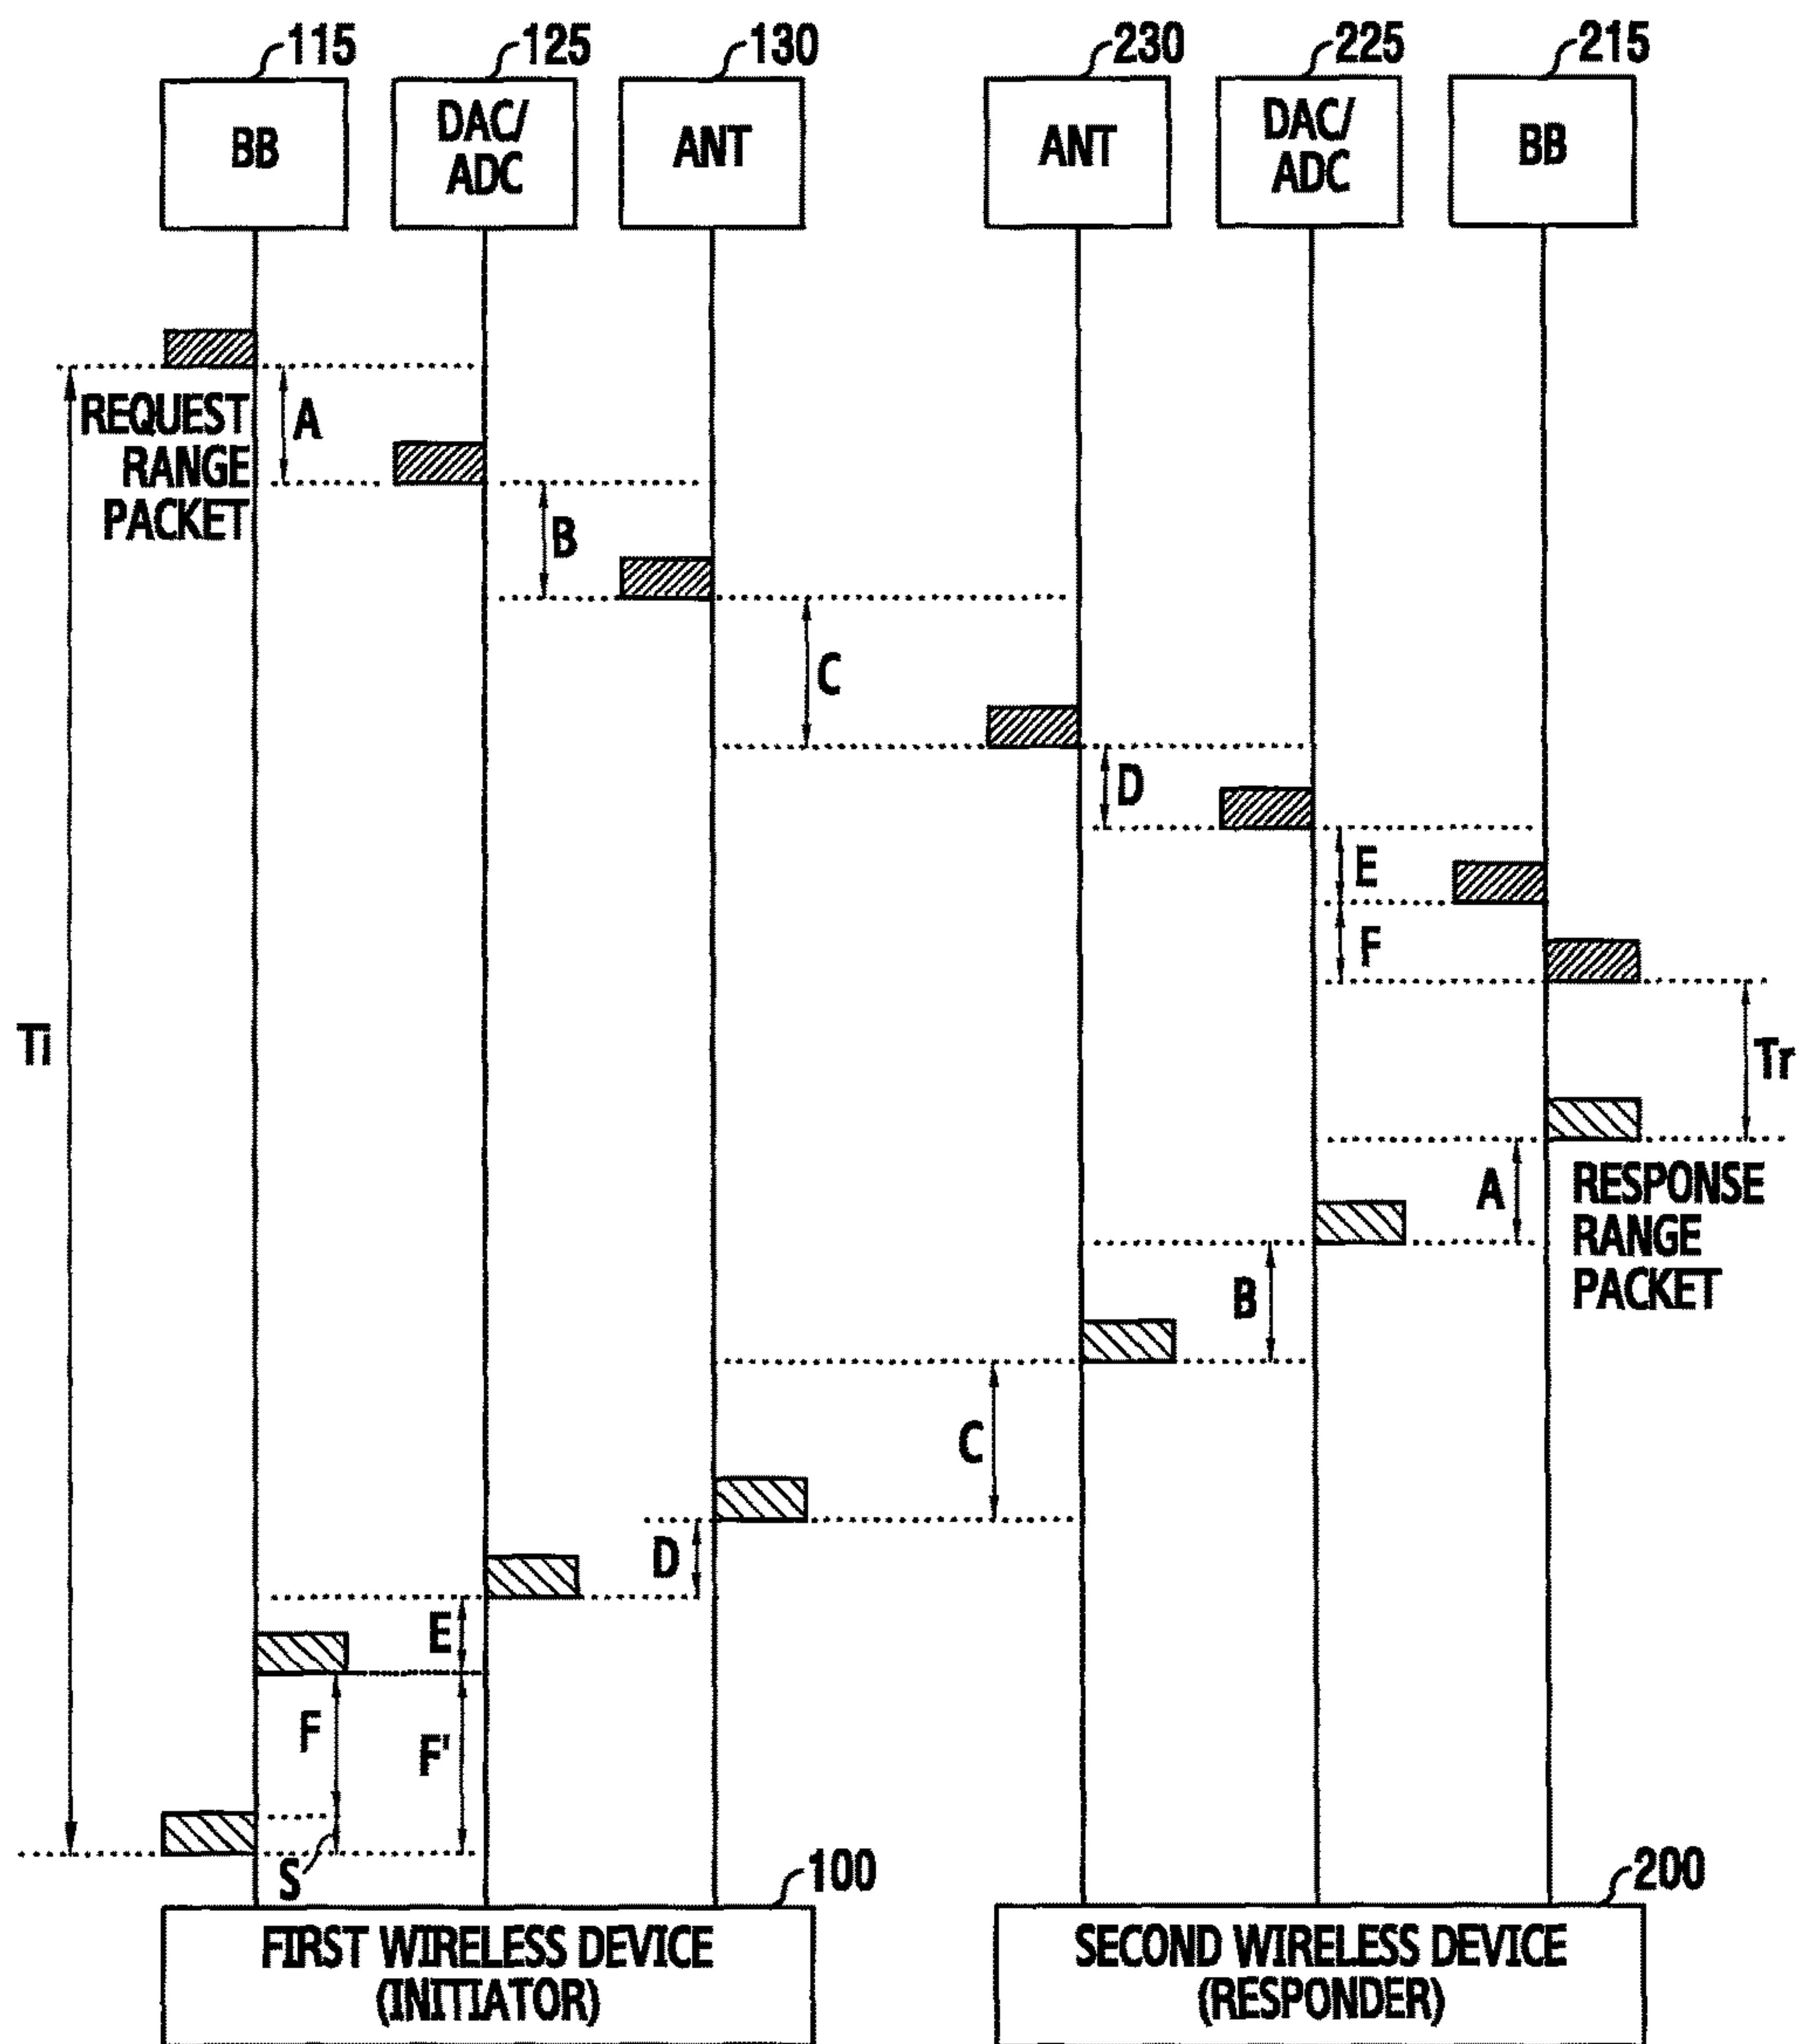 115
125
130
230
225
215
BB
DAC/
ADC
ANT
ANT
DAC/
ADC
BB
REQUEST
RANGE
PACKET
A
B
C
D
E
F
Ti
Tr
A
RESPONSE
RANGE
PACKET
B
C
D
E
F
F'
S
100
200
FIRST WIRELESS DEVICE
(INITIATOR)
SECOND WIRELESS DEVICE
(RESPONDER)